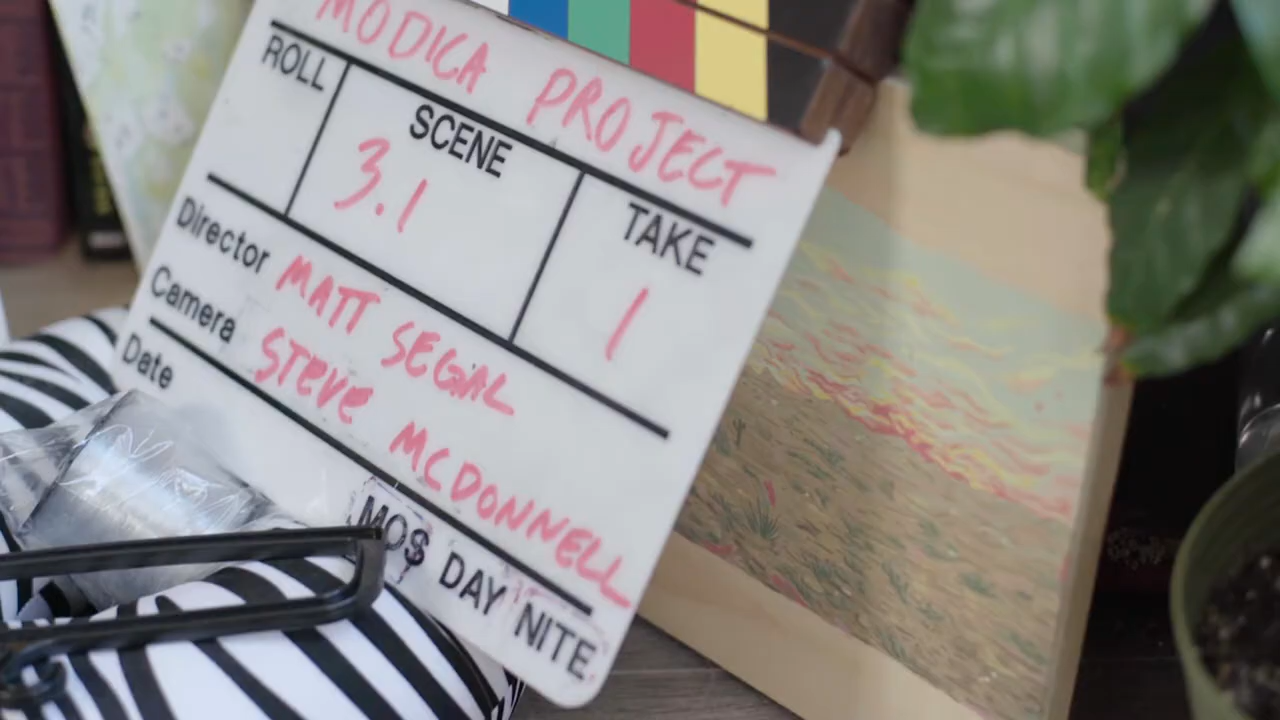 MODICA PROJECT
ROLL SCENE TAKE
3.1 1
Director MATT SEGAL
Camera STEVE MCDONNELL
Date
MOS DAY NITE